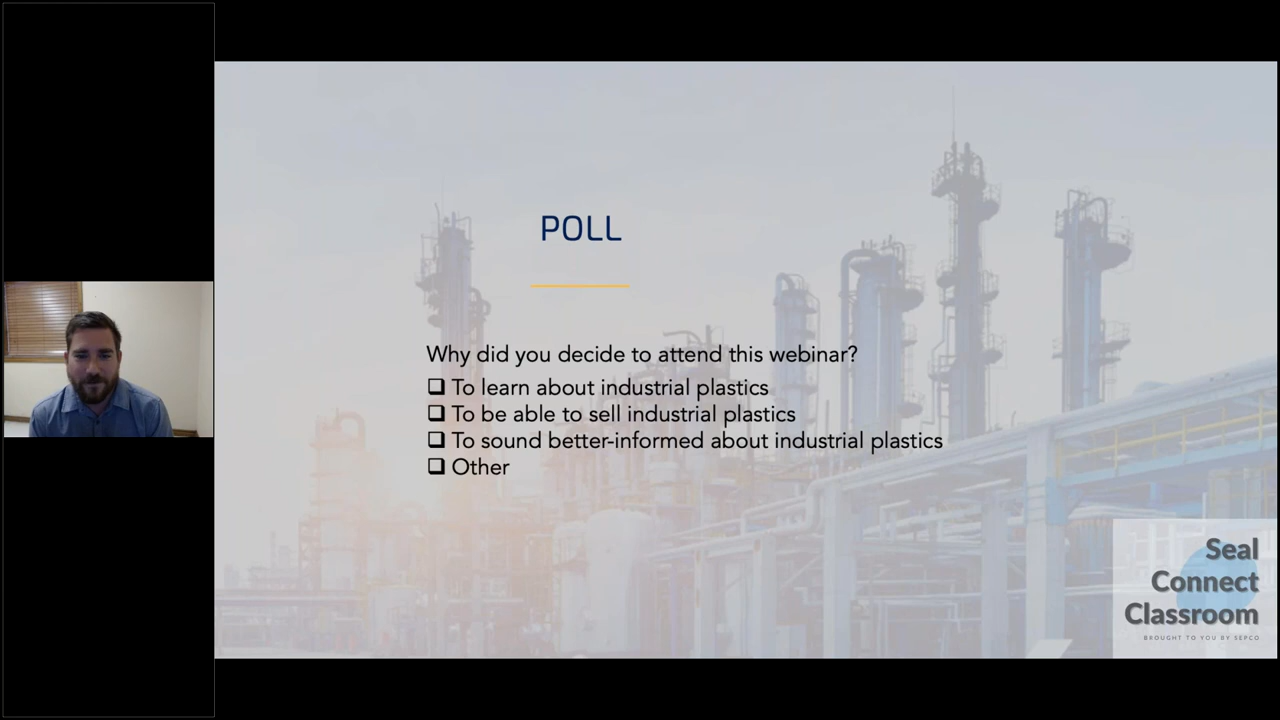 POLL
Why did you decide to attend this webinar?
To learn about industrial plastics
To be able to sell industrial plastics
To sound better-informed about industrial plastics
Other
Seal
Connect
Classroom
BROUGHT TO YOU BY SEPCO